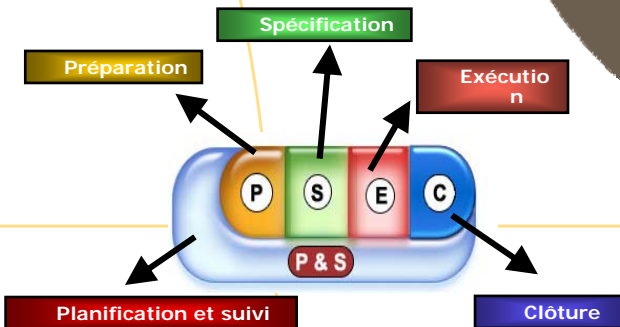 Spécification
Préparation
Exécutio
n
P S E C
P & S
Planification et suivi
Clôture